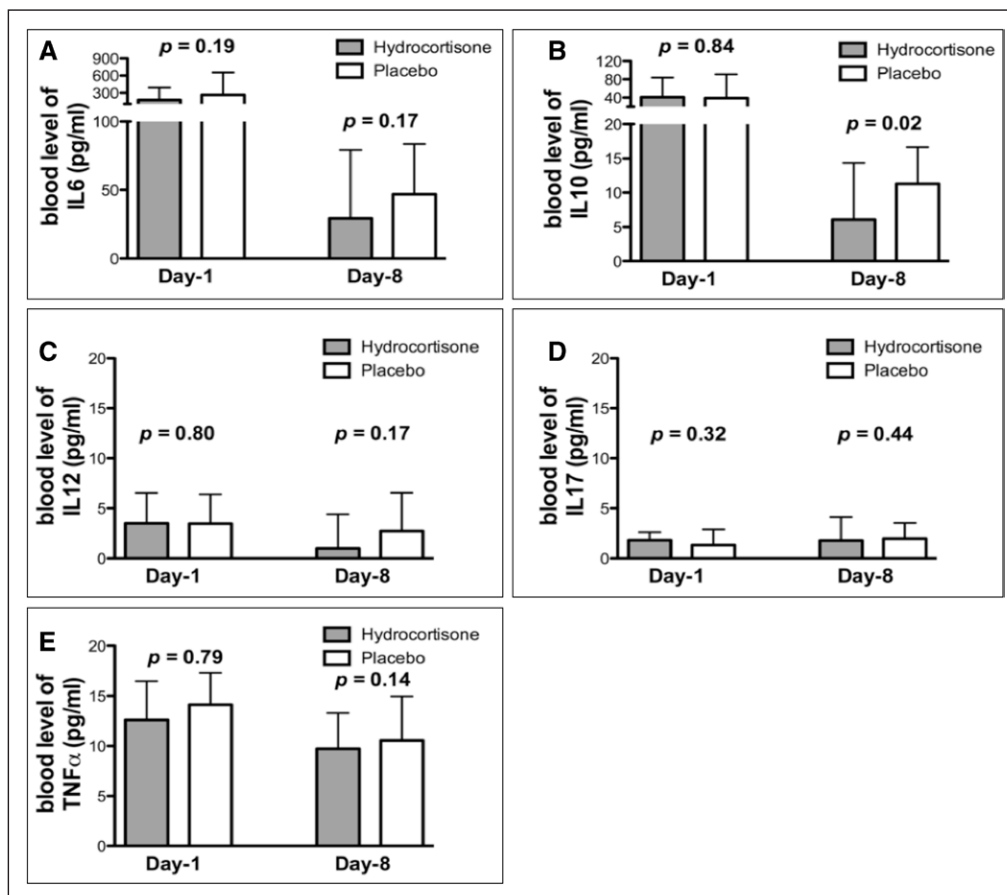 A
p = 0.19
Hydrocortisone
Placebo
900
600
300
100
50
0
p = 0.17
blood level of
IL6 (pg/ml)
Day-1
Day-8
B
p = 0.84
Hydrocortisone
Placebo
120
80
40
20
15
10
5
0
p = 0.02
blood level of
IL10 (pg/ml)
Day-1
Day-8
C
Hydrocortisone
Placebo
20
15
10
5
0
p = 0.80
p = 0.17
blood level of
IL12 (pg/ml)
Day-1
Day-8
D
Hydrocortisone
Placebo
20
15
10
5
0
p = 0.32
p = 0.44
blood level of
IL17 (pg/ml)
Day-1
Day-8
E
Hydrocortisone
Placebo
20
15
10
5
0
p = 0.79
p = 0.14
blood level of
TNFα (pg/ml)
Day-1
Day-8